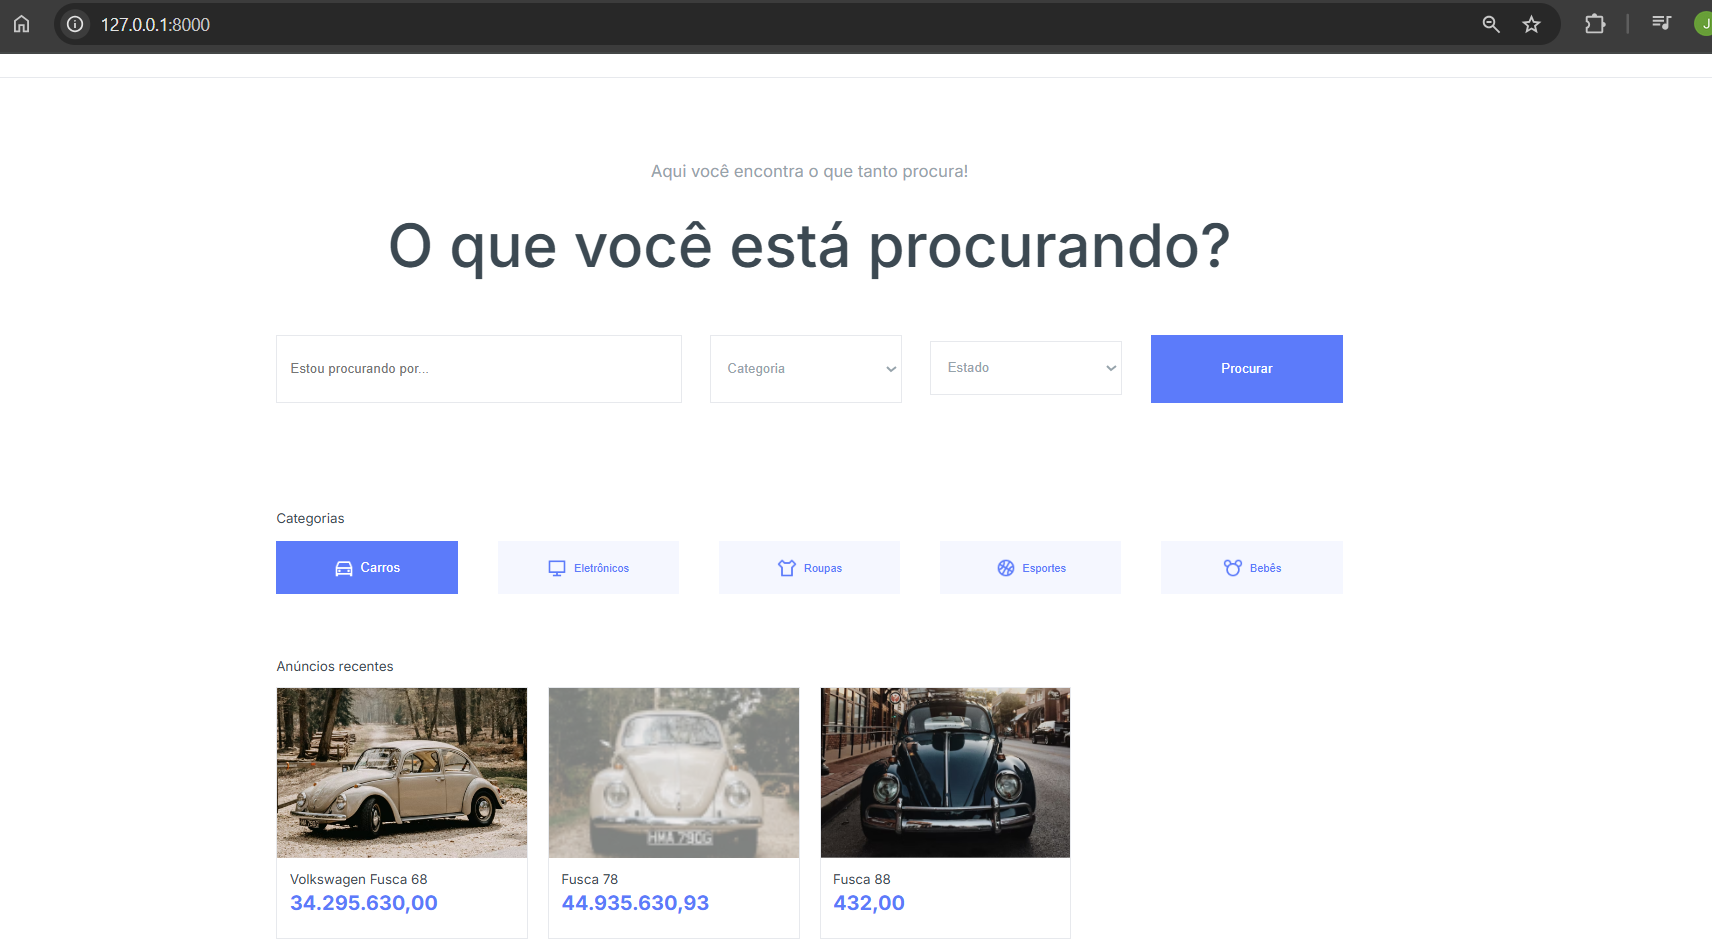 127.0.0.1:8000
J
Aqui você encontra o que tanto procura!
O que você está procurando?
Estou procurando por...
Categoria
Estado
Procurar
Categorias
Carros
Eletrônicos
Roupas
Esportes
Bebês
Anúncios recentes
HMA 790G
Volkswagen Fusca 68
34.295.630,00
Fusca 78
44.935.630,93
Fusca 88
432,00